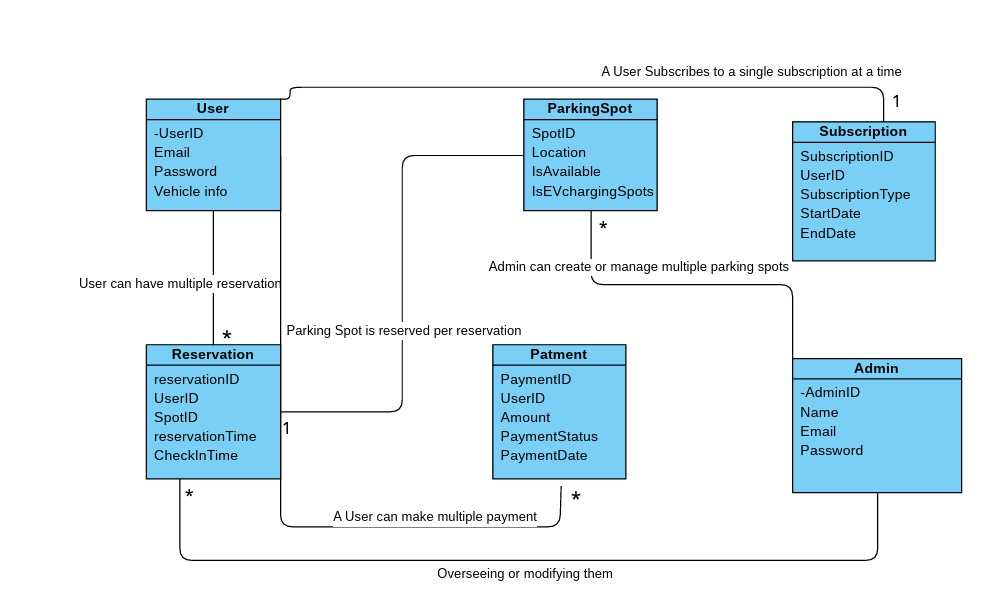 A User Subscribes to a single subscription at a time
1
User
-UserID
Email
Password
Vehicle info
ParkingSpot
SpotID
Location
IsAvailable
IsEVchargingSpots
Subscription
SubscriptionID
UserID
SubscriptionType
StartDate
EndDate
*
Admin can create or manage multiple parking spots
User can have multiple reservation
*
Parking Spot is reserved per reservation
Reservation
reservationID
UserID
SpotID
reservationTime
CheckInTime
1
Patment
PaymentID
UserID
Amount
PaymentStatus
PaymentDate
Admin
-AdminID
Name
Email
Password
*
*
A User can make multiple payment
Overseeing or modifying them